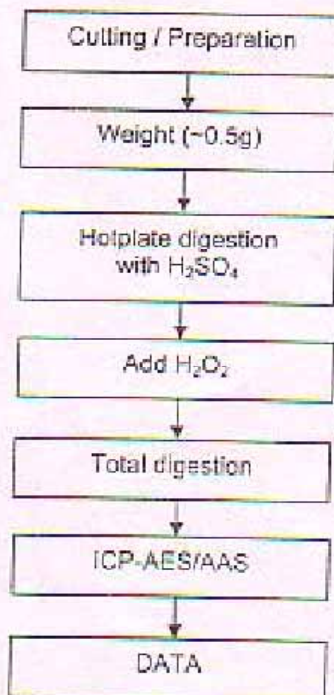 Cutting / Preparation
Weight (~0.5g)
Hotplate digestion
with H₂SO₄
Add H₂O₂
Total digestion
ICP-AES/AAS
DATA